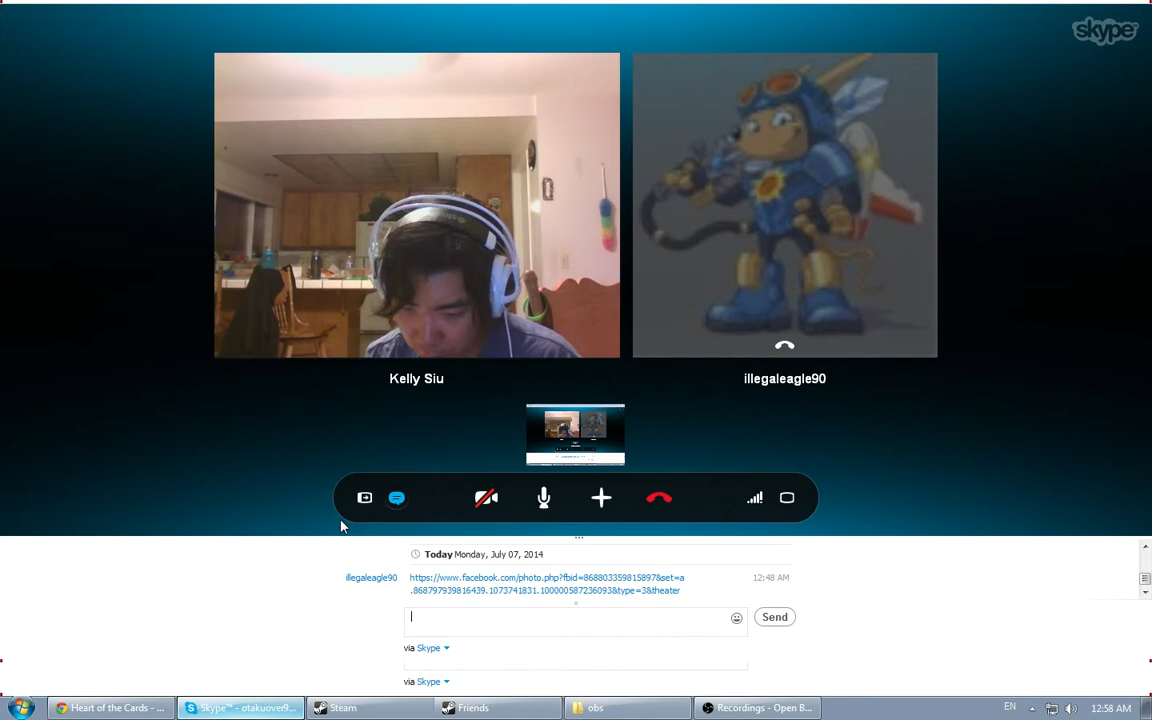 skype
Kelly Siu
illegaleagle90
Today Monday, July 07, 2014
illegaleagle90
https://www.facebook.com/photo.php?fbid=868803359815897&set=a
.868797939816439.1073741831.100000587236093&type=3&theater
12:48 AM
Send
via Skype
via Skype
Heart of the Cards - ...
Skype™ - otakuover9...
Steam
Friends
obs
Recordings - Open B...
EN
12:58 AM